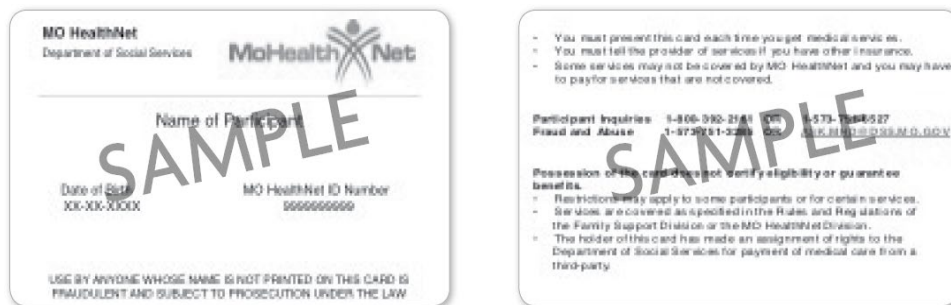 MO HealthNet
Department of Social Services
MoHealthNet
Name of Participant
SAMPLE
Date of Birth
XX-XX-XXXX
MO HealthNet ID Number
9999999999
USE BY ANYONE WHOSE NAME IS NOT PRINTED ON THIS CARD IS
FRAUDULENT AND SUBJECT TO PROSECUTION UNDER THE LAW
- You must present this card each time you get medical services.
- You must tell the provider of services if you have other insurance.
- Some services may not be covered by MO HealthNet and you may have
to pay for services that are not covered.
Participant Inquiries 1-800-392-2161 OR
Fraud and Abuse OR
SAMPLE
Possession of the card does not certify eligibility or guarantee
benefits.
- Restrictions may apply to some participants or for certain services.
- Services are covered as specified in the Rules and Regulations of
the Family Support Division or the MO HealthNet Division.
- The holder of this card has made an assignment of rights to the
Department of Social Services for payment of medical care from a
third-party.